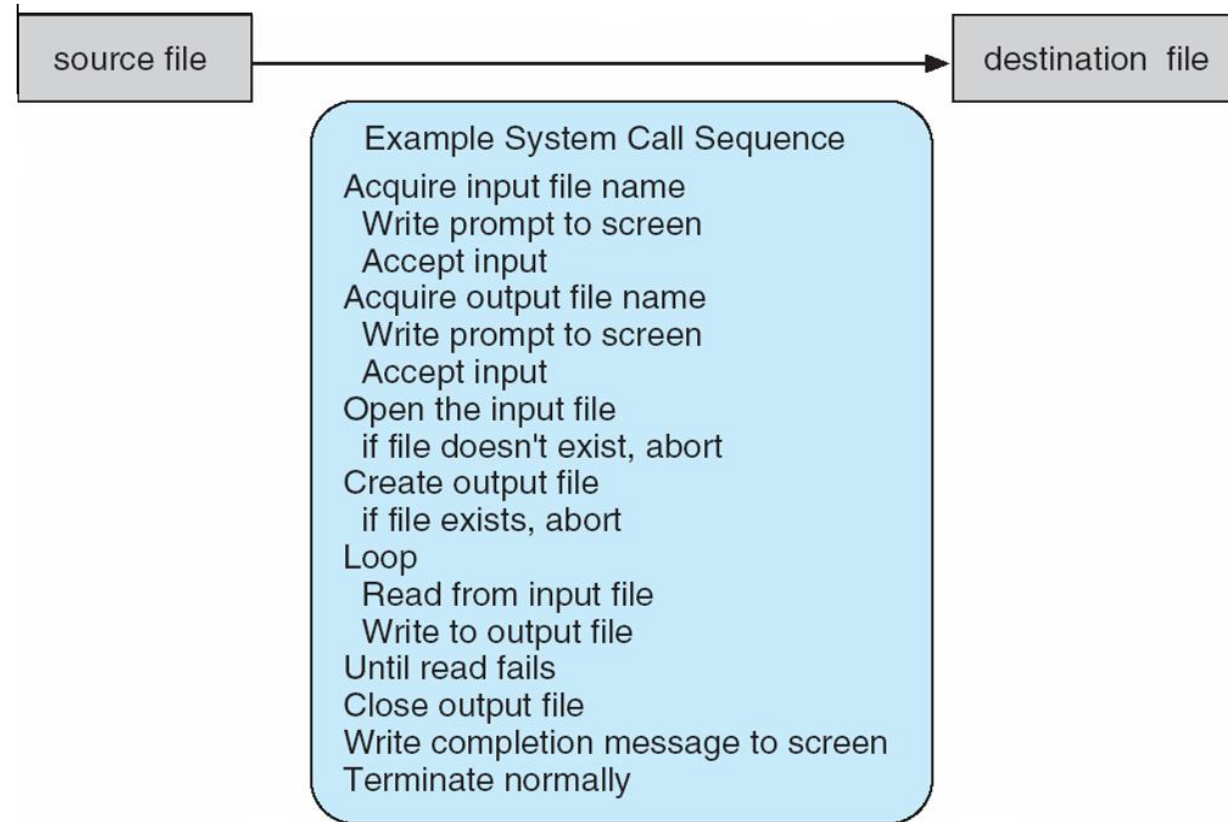 source file
destination file
Example System Call Sequence
Acquire input file name
Write prompt to screen
Accept input
Acquire output file name
Write prompt to screen
Accept input
Open the input file
if file doesn't exist, abort
Create output file
if file exists, abort
Loop
Read from input file
Write to output file
Until read fails
Close output file
Write completion message to screen
Terminate normally